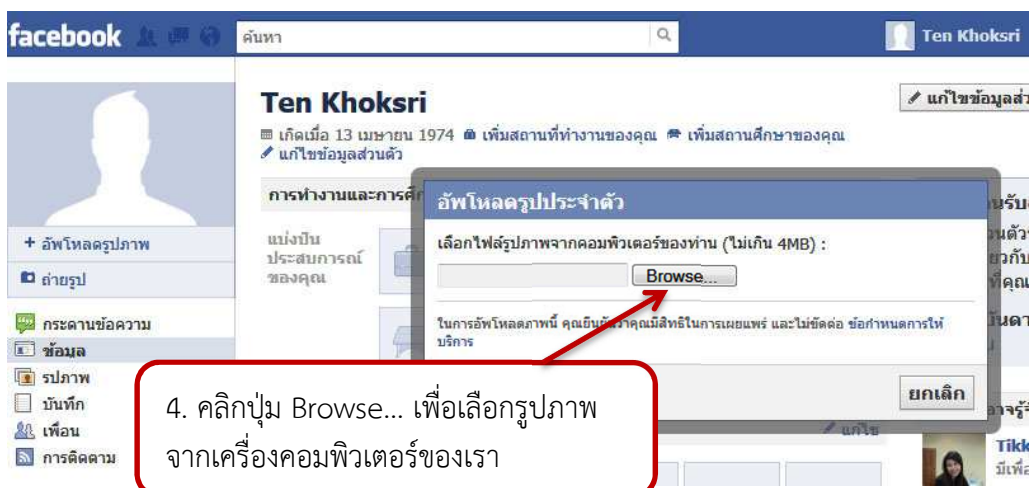 facebook
ค้นหา
Ten Khoksri
Ten Khoksri
แก้ไขข้อมูลส่ว
เกิดเมื่อ 13 เมษายน 1974 เพิ่มสถานที่ทำงานของคุณ เพิ่มสถานศึกษาของคุณ
แก้ไขข้อมูลส่วนตัว
การทำงานและการศึก
แบ่งปัน
ประสบการณ์
ของคุณ
+ อัพโหลดรูปภาพ
ถ่ายรูป
กระดานข้อความ
ข้อมูล
รูปภาพ
บันทึก
เพื่อน
การติดตาม
อัพโหลดรูปประจำตัว
เลือกไฟล์รูปภาพจากคอมพิวเตอร์ของท่าน (ไม่เกิน 4MB) :
Browse...
ในการอัพโหลดภาพนี้ คุณยืนยันว่าคุณมีสิทธิในการเผยแพร่ และไม่ขัดต่อ ข้อกำหนดการให้
บริการ
ยกเลิก
4. คลิกปุ่ม Browse... เพื่อเลือกรูปภาพ
จากเครื่องคอมพิวเตอร์ของเรา
แก้ไข
ที่คุณ
Tikk
มีเพื่อ